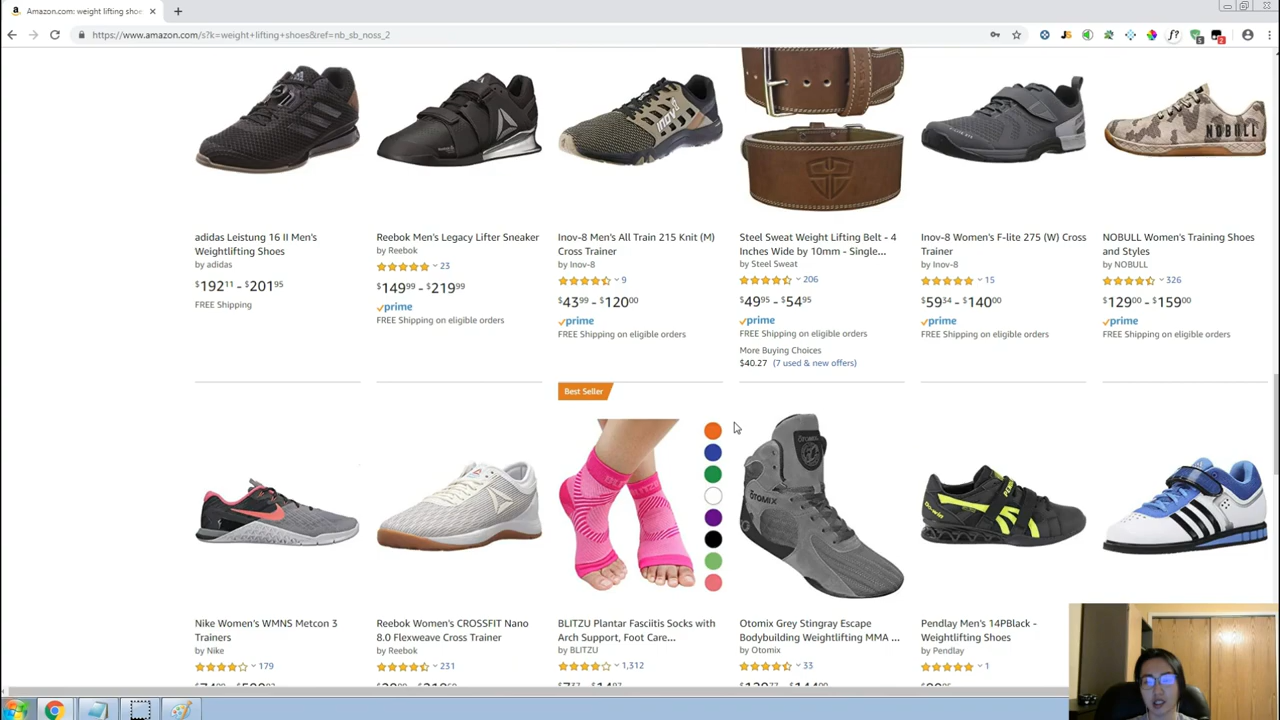 Amazon.com: weight lifting shoe
https://www.amazon.com/s?k=weight+lifting+shoes&ref=nb_sb_noss_2
NOBULL
adidas Leistung 16 II Men's
Weightlifting Shoes
by adidas
$192.11 - $201.95
FREE Shipping
Reebok Men's Legacy Lifter Sneaker
by Reebok
23
$149.99 - $219.99
prime
FREE Shipping on eligible orders
Inov-8 Men's All Train 215 Knit (M)
Cross Trainer
by Inov-8
9
$43.99 - $120.00
prime
FREE Shipping on eligible orders
Steel Sweat Weight Lifting Belt - 4
Inches Wide by 10mm - Single...
by Steel Sweat
206
$49.95 - $54.95
prime
FREE Shipping on eligible orders
More Buying Choices
$40.27 (7 used & new offers)
Inov-8 Women's F-lite 275 (W) Cross
Trainer
by Inov-8
15
$59.34 - $140.00
prime
FREE Shipping on eligible orders
NOBULL Women's Training Shoes
and Styles
by NOBULL
326
$129.00 - $159.00
prime
FREE Shipping on eligible orders
Best Seller
OTOMIX
Nike Women's WMNS Metcon 3
Trainers
by Nike
179
Reebok Women's CROSSFIT Nano
8.0 Flexweave Cross Trainer
by Reebok
231
BLITZU Plantar Fasciitis Socks with
Arch Support, Foot Care...
by BLITZU
1,312
Otomix Grey Stingray Escape
Bodybuilding Weightlifting MMA ...
by Otomix
33
Pendlay Men's 14PBlack -
Weightlifting Shoes
by Pendlay
1